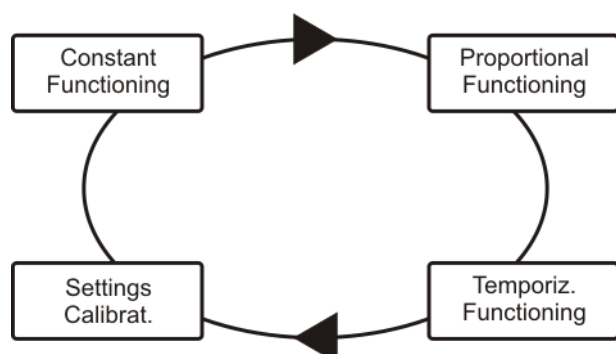 Constant
Functioning
Proportional
Functioning
Settings
Calibrat.
Temporiz.
Functioning